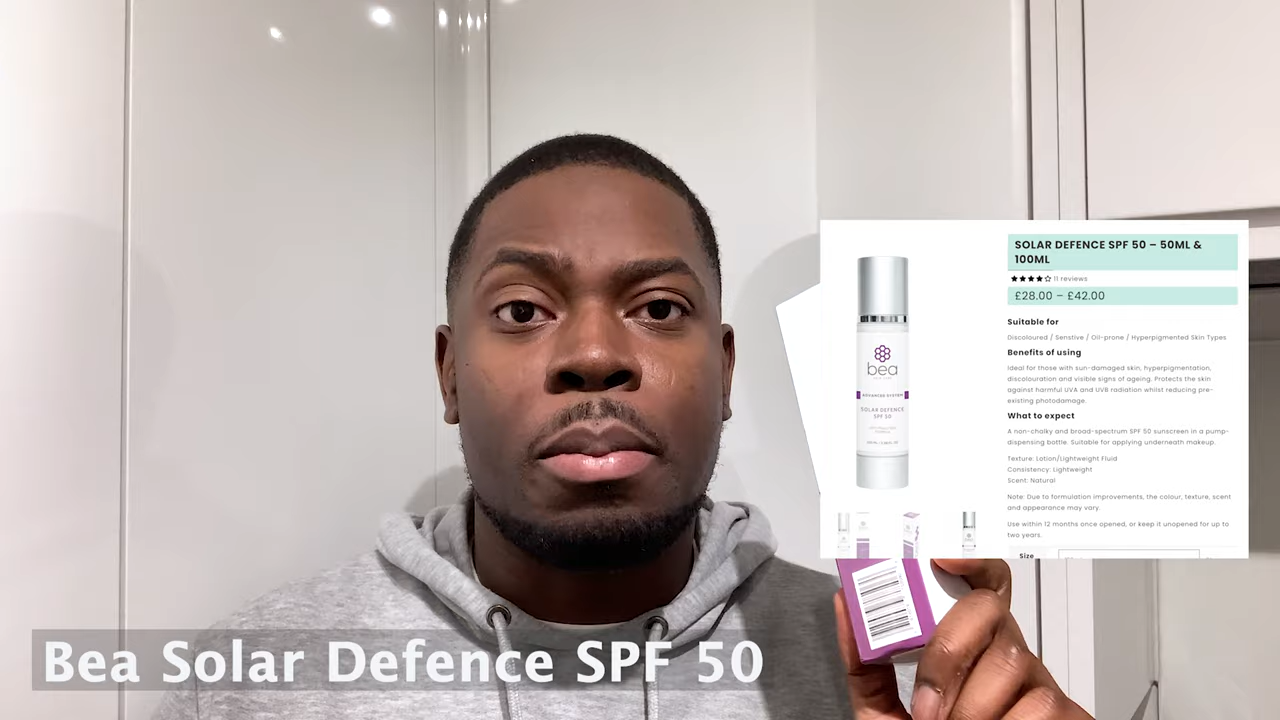 SOLAR DEFENCE SPF 50 – 50ML &
100ML
11 reviews
£28.00 – £42.00
Suitable for
Discoloured / Senstive / Oil-prone / Hyperpigmented Skin Types
Benefits of using
Ideal for those with sun-damaged skin, hyperpigmentation,
discolouration and visible signs of ageing. Protects the skin
against harmful UVA and UVB radiation whilst reducing pre-
existing photodamage.
What to expect
A non-chalky and broad-spectrum SPF 50 sunscreen in a pump-
dispensing bottle. Suitable for applying underneath makeup.
Texture: Lotion/Lightweight Fluid
Consistency: Lightweight
Scent: Natural
Note: Due to formulation improvements, the colour, texture, scent
and appearance may vary.
Use within 12 months once opened, or keep it unopened for up to
two years.
Size
bea
SKIN CARE
ADVANCED SYSTEM
SOLAR DEFENCE
SPF 50
Bea Solar Defence SPF 50